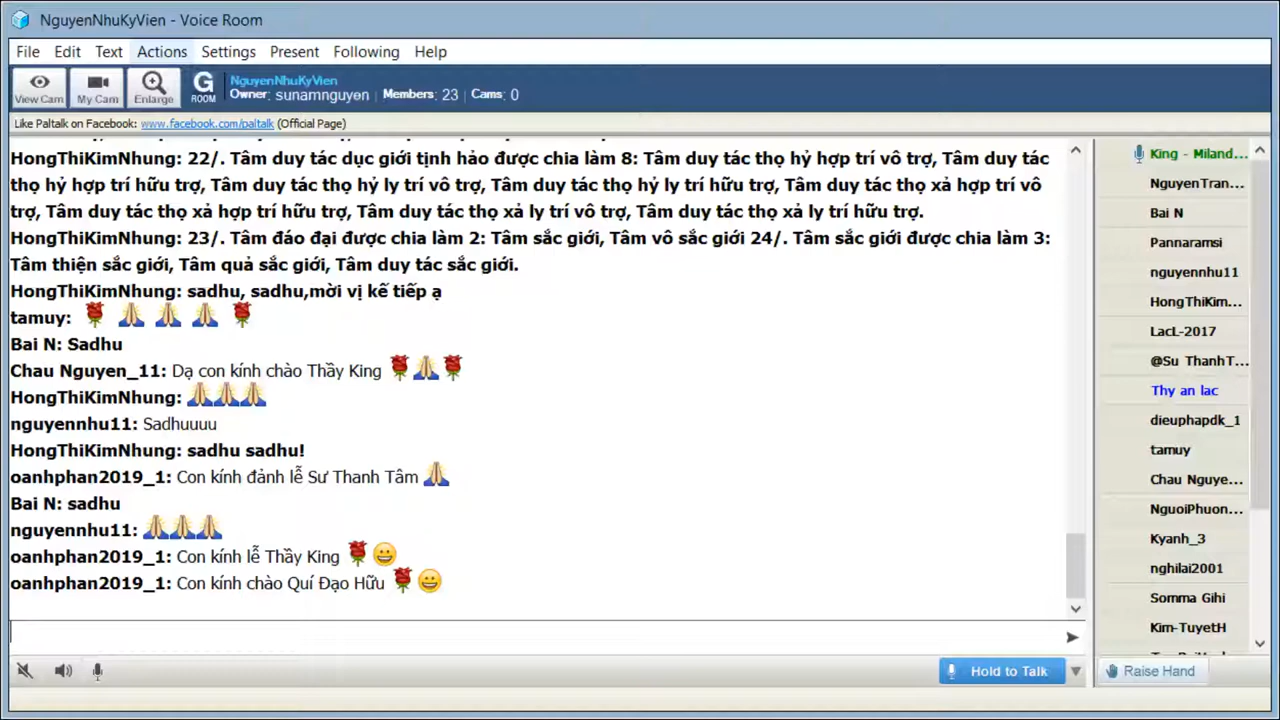 NguyenNhuKyVien - Voice Room
File Edit Text Actions Settings Present Following Help
View Cam My Cam Enlarge G ROOM
NguyenNhuKyVien
Owner: sunamnguyen Members: 23 Cams: 0
Like Paltalk on Facebook: www.facebook.com/paltalk (Official Page)
HongThiKimNhung: 22/. Tâm duy tác dục giới tịnh hảo được chia làm 8: Tâm duy tác thọ hỷ hợp trí vô trợ, Tâm duy tác
thọ hỷ hợp trí hữu trợ, Tâm duy tác thọ hỷ ly trí vô trợ, Tâm duy tác thọ hỷ ly trí hữu trợ, Tâm duy tác thọ xả hợp trí vô
trợ, Tâm duy tác thọ xả hợp trí hữu trợ, Tâm duy tác thọ xả ly trí vô trợ, Tâm duy tác thọ xả ly trí hữu trợ.
HongThiKimNhung: 23/. Tâm đáo đại được chia làm 2: Tâm sắc giới, Tâm vô sắc giới 24/. Tâm sắc giới được chia làm 3:
Tâm thiện sắc giới, Tâm quả sắc giới, Tâm duy tác sắc giới.
HongThiKimNhung: sadhu, sadhu,mời vị kế tiếp ạ
tamuy: 🌹 🙏 🙏 🙏 🌹
Bai N: Sadhu
Chau Nguyen_11: Dạ con kính chào Thầy King 🌹🙏🌹
HongThiKimNhung: 🙏🙏🙏
nguyennhu11: Sadhuuuu
HongThiKimNhung: sadhu sadhu!
oanhphan2019_1: Con kính đảnh lễ Sư Thanh Tâm 🙏
Bai N: sadhu
nguyennhu11: 🙏🙏🙏
oanhphan2019_1: Con kính lễ Thầy King 🌹😀
oanhphan2019_1: Con kính chào Quí Đạo Hữu 🌹😀
King - Miland...
NguyenTran...
Bai N
Pannaramsi
nguyennhu11
HongThiKim...
LacL-2017
@Su ThanhT...
Thy an lac
dieuphapdk_1
tamuy
Chau Nguye...
NguoiPhuon...
Kyanh_3
nghilai2001
Somma Gihi
Kim-TuyetH
Hold to Talk
Raise Hand